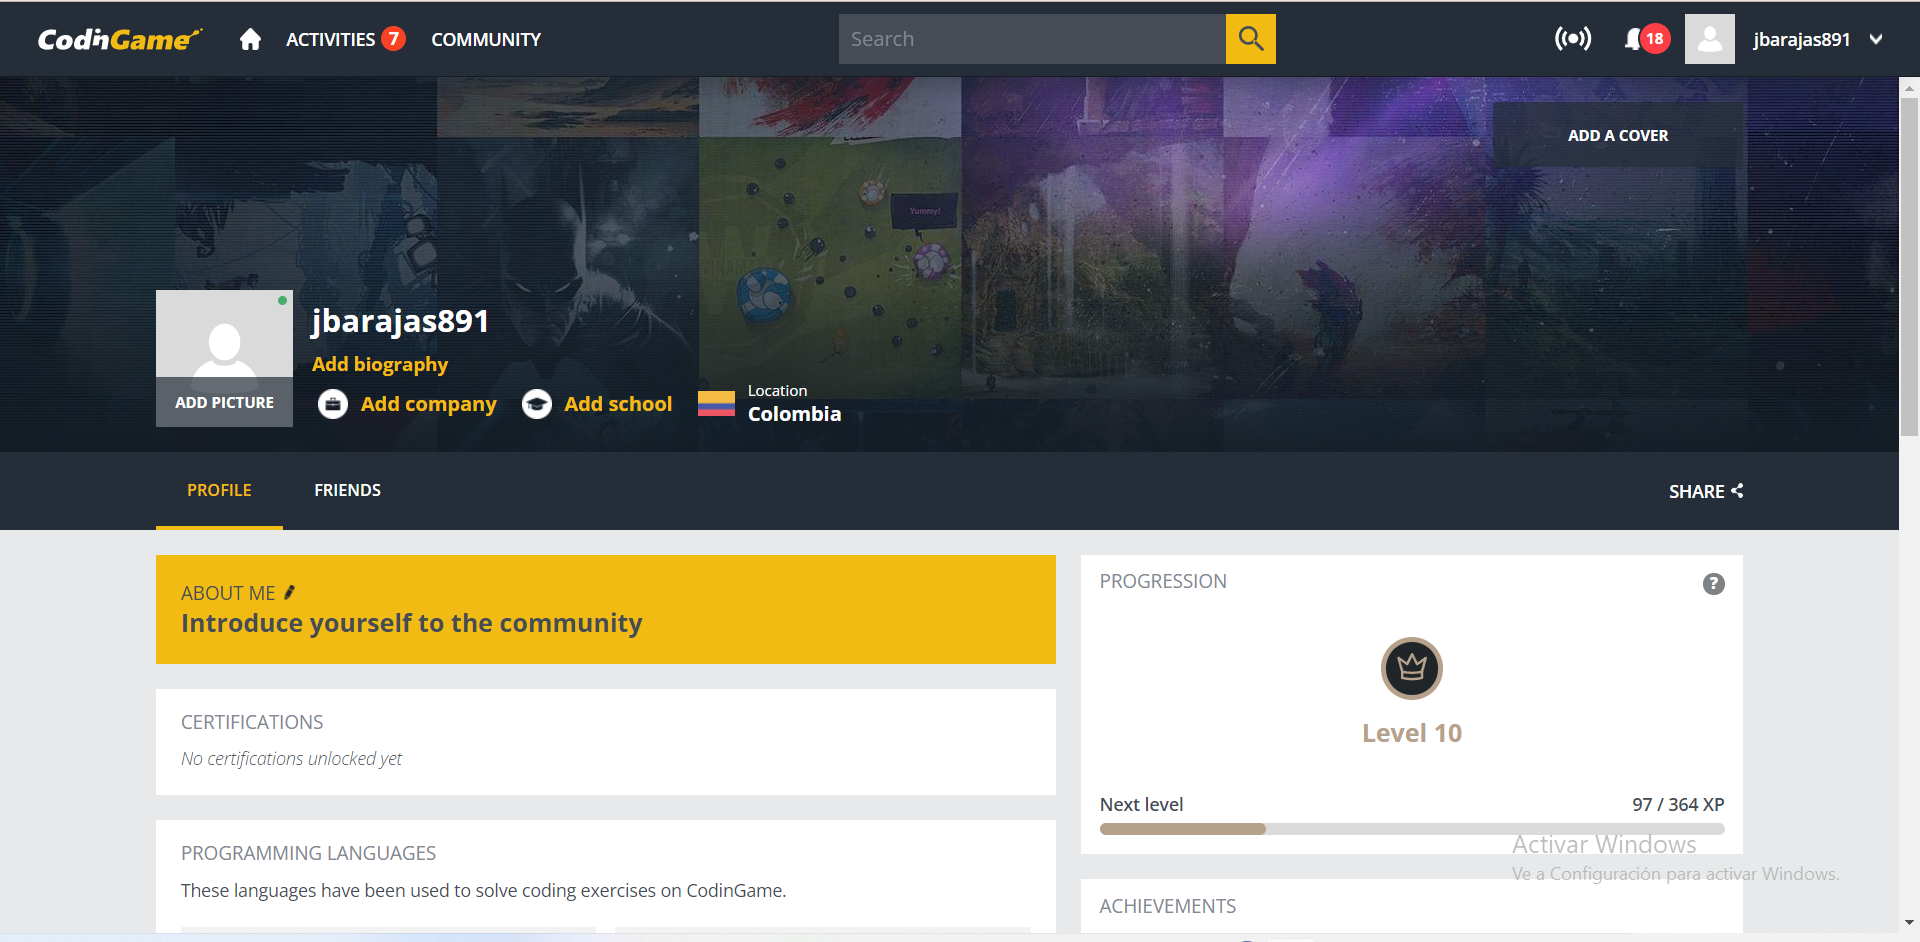 CodinGame
ACTIVITIES 7
COMMUNITY
Search
18
jbarajas891
ADD A COVER
Yummy!
jbarajas891
Add biography
ADD PICTURE
Add company
Add school
Location
Colombia
PROFILE
FRIENDS
SHARE
ABOUT ME
Introduce yourself to the community
CERTIFICATIONS
No certifications unlocked yet
PROGRAMMING LANGUAGES
These languages have been used to solve coding exercises on CodinGame.
PROGRESSION
?
Level 10
Next level
97 / 364 XP
Activar Windows
Ve a Configuración para activar Windows.
ACHIEVEMENTS